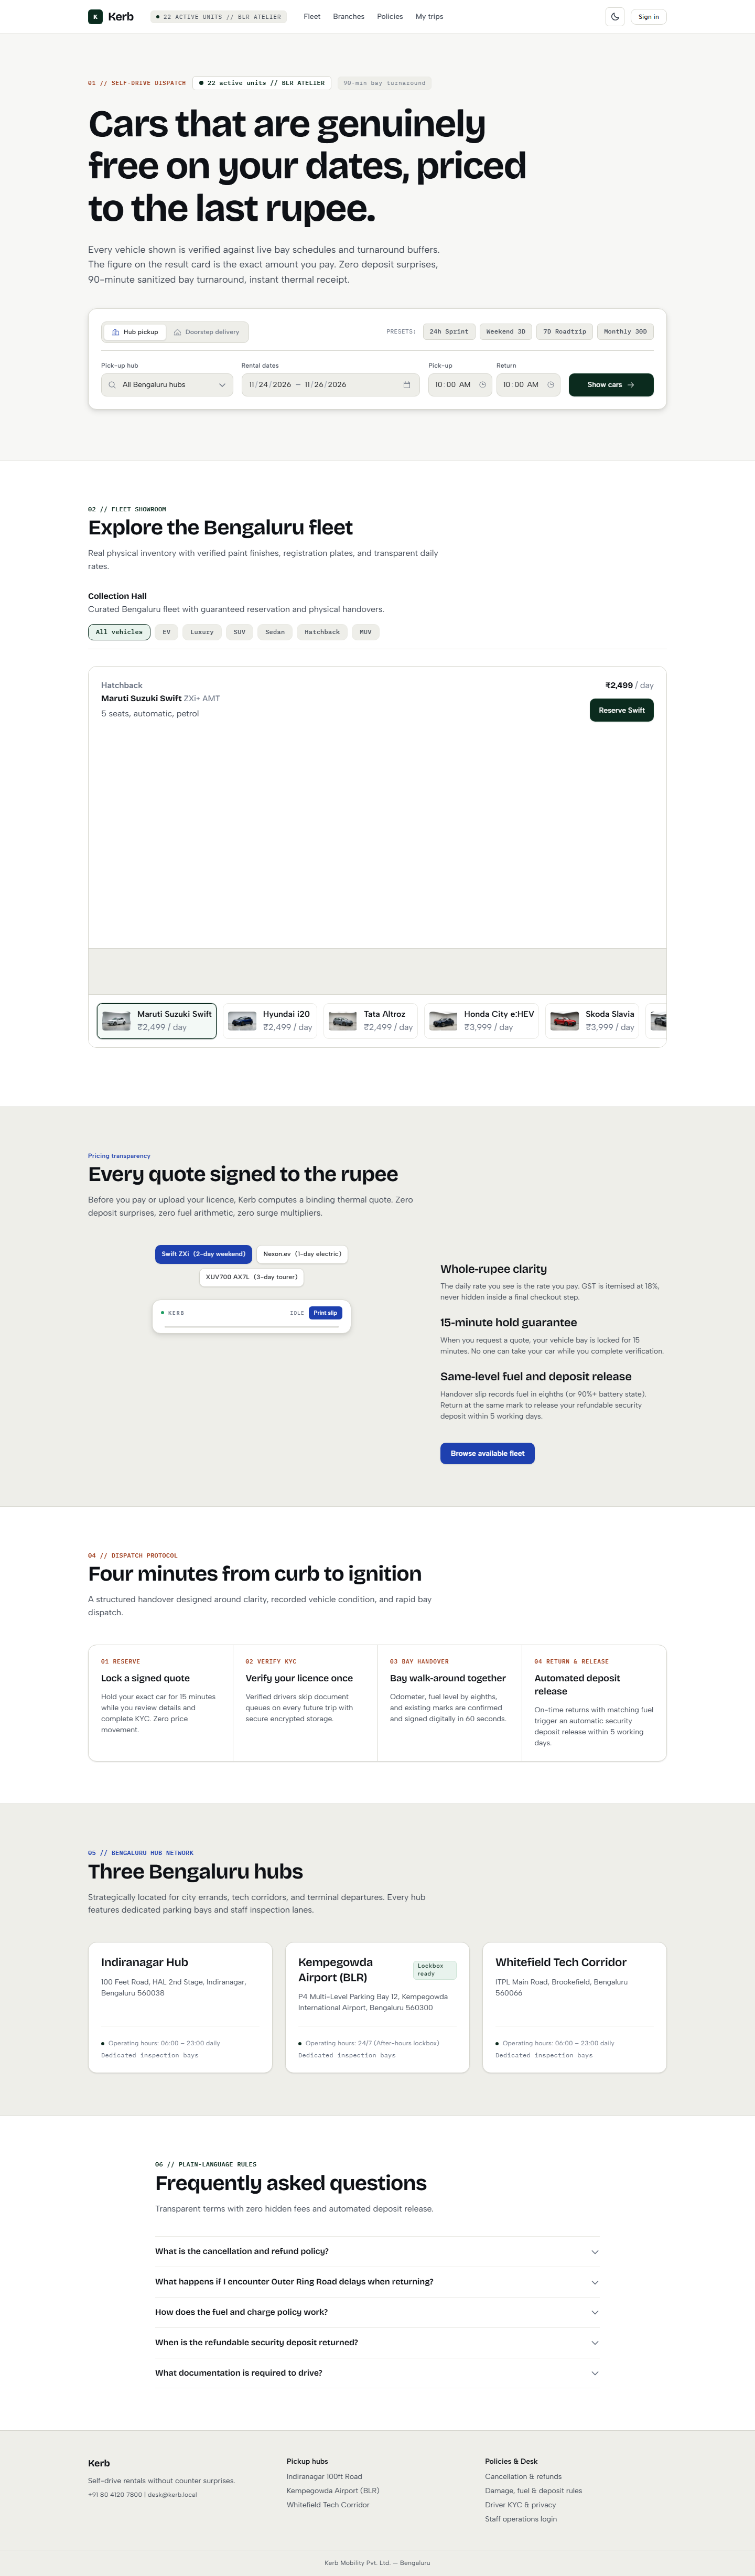 K Kerb 22 ACTIVE UNITS // BLR ATELIER Fleet Branches Policies My trips Sign in
01 // SELF-DRIVE DISPATCH 22 active units // BLR ATELIER 90-min bay turnaround
Cars that are genuinely
free on your dates, priced
to the last rupee.
Every vehicle shown is verified against live bay schedules and turnaround buffers.
The figure on the result card is the exact amount you pay. Zero deposit surprises,
90-minute sanitized bay turnaround, instant thermal receipt.
Hub pickup Doorstep delivery PRESETS: 24h Sprint Weekend 3D 7D Roadtrip Monthly 30D
Pick-up hub Rental dates Pick-up Return
All Bengaluru hubs 11/24/2026 – 11/26/2026 10:00 AM 10:00 AM Show cars →
02 // FLEET SHOWROOM
Explore the Bengaluru fleet
Real physical inventory with verified paint finishes, registration plates, and transparent daily
rates.
Collection Hall
Curated Bengaluru fleet with guaranteed reservation and physical handovers.
All vehicles EV Luxury SUV Sedan Hatchback MUV
Hatchback ₹2,499 / day
Maruti Suzuki Swift ZXi+ AMT
5 seats, automatic, petrol Reserve Swift
Maruti Suzuki Swift Hyundai i20 Tata Altroz Honda City e:HEV Skoda Slavia
₹2,499 / day ₹2,499 / day ₹2,499 / day ₹3,999 / day ₹3,999 / day
Pricing transparency
Every quote signed to the rupee
Before you pay or upload your licence, Kerb computes a binding thermal quote. Zero
deposit surprises, zero fuel arithmetic, zero surge multipliers.
Swift ZXi (2-day weekend) Nexon.ev (1-day electric)
XUV700 AX7L (3-day tourer)
KERB IDLE Print slip
Whole-rupee clarity
The daily rate you see is the rate you pay. GST is itemised at 18%,
never hidden inside a final checkout step.
15-minute hold guarantee
When you request a quote, your vehicle bay is locked for 15
minutes. No one can take your car while you complete verification.
Same-level fuel and deposit release
Handover slip records fuel in eighths (or 90%+ battery state).
Return at the same mark to release your refundable security
deposit within 5 working days.
Browse available fleet
04 // DISPATCH PROTOCOL
Four minutes from curb to ignition
A structured handover designed around clarity, recorded vehicle condition, and rapid bay
dispatch.
01 RESERVE
Lock a signed quote
Hold your exact car for 15 minutes
while you review details and
complete KYC. Zero price
movement.
02 VERIFY KYC
Verify your licence once
Verified drivers skip document
queues on every future trip with
secure encrypted storage.
03 BAY HANDOVER
Bay walk-around together
Odometer, fuel level by eighths,
and existing marks are confirmed
and signed digitally in 60 seconds.
04 RETURN & RELEASE
Automated deposit
release
On-time returns with matching fuel
trigger an automatic security
deposit release within 5 working
days.
05 // BENGALURU HUB NETWORK
Three Bengaluru hubs
Strategically located for city errands, tech corridors, and terminal departures. Every hub
features dedicated parking bays and staff inspection lanes.
Indiranagar Hub
100 Feet Road, HAL 2nd Stage, Indiranagar,
Bengaluru 560038
Operating hours: 06:00 – 23:00 daily
Dedicated inspection bays
Kempegowda
Airport (BLR)
Lockbox
ready
P4 Multi-Level Parking Bay 12, Kempegowda
International Airport, Bengaluru 560300
Operating hours: 24/7 (After-hours lockbox)
Dedicated inspection bays
Whitefield Tech Corridor
ITPL Main Road, Brookefield, Bengaluru
560066
Operating hours: 06:00 – 23:00 daily
Dedicated inspection bays
06 // PLAIN-LANGUAGE RULES
Frequently asked questions
Transparent terms with zero hidden fees and automated deposit release.
What is the cancellation and refund policy?
What happens if I encounter Outer Ring Road delays when returning?
How does the fuel and charge policy work?
When is the refundable security deposit returned?
What documentation is required to drive?
Kerb
Self-drive rentals without counter surprises.
+91 80 4120 7800 | desk@kerb.local
Pickup hubs
Indiranagar 100ft Road
Kempegowda Airport (BLR)
Whitefield Tech Corridor
Policies & Desk
Cancellation & refunds
Damage, fuel & deposit rules
Driver KYC & privacy
Staff operations login
Kerb Mobility Pvt. Ltd. — Bengaluru